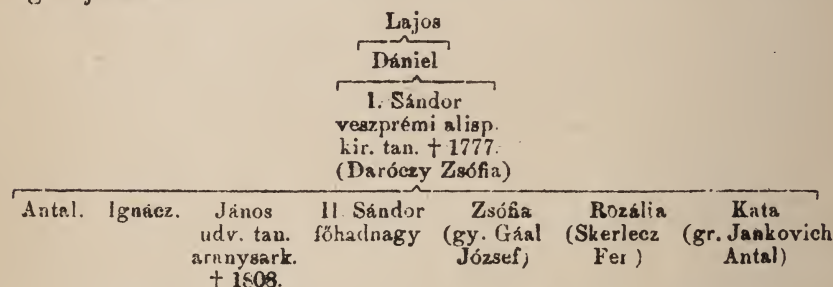 Lajos
Dániel
I. Sándor
veszprémi alisp.
kir. tan. † 1777.
(Daróczy Zsófia)
Antal. Ignácz. János II Sándor Zsófia Rozália Kata
udv. tan. főhadnagy (gy. Gáal (Skerlecz (gr. Jankovich
aranysark. József) Fer ) Antal)
† 1808.